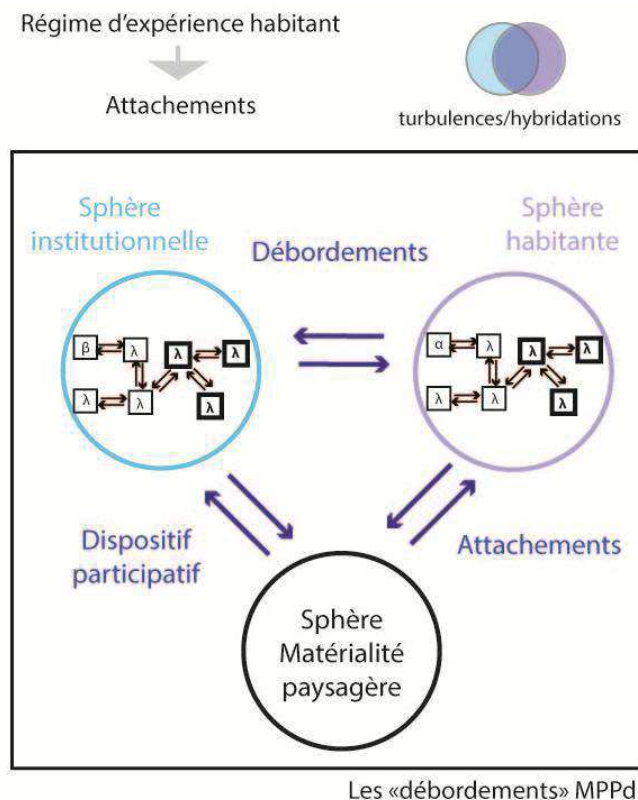 Régime d'expérience habitant
Attachements
turbulences/hybridations
Sphère
institutionnelle
Sphère
habitante
Débordements
β
λ
λ
λ
λ
λ
λ
α
λ
λ
λ
λ
λ
λ
Dispositif
participatif
Attachements
Sphère
Matérialité
paysagère
Les «débordements» MPPd